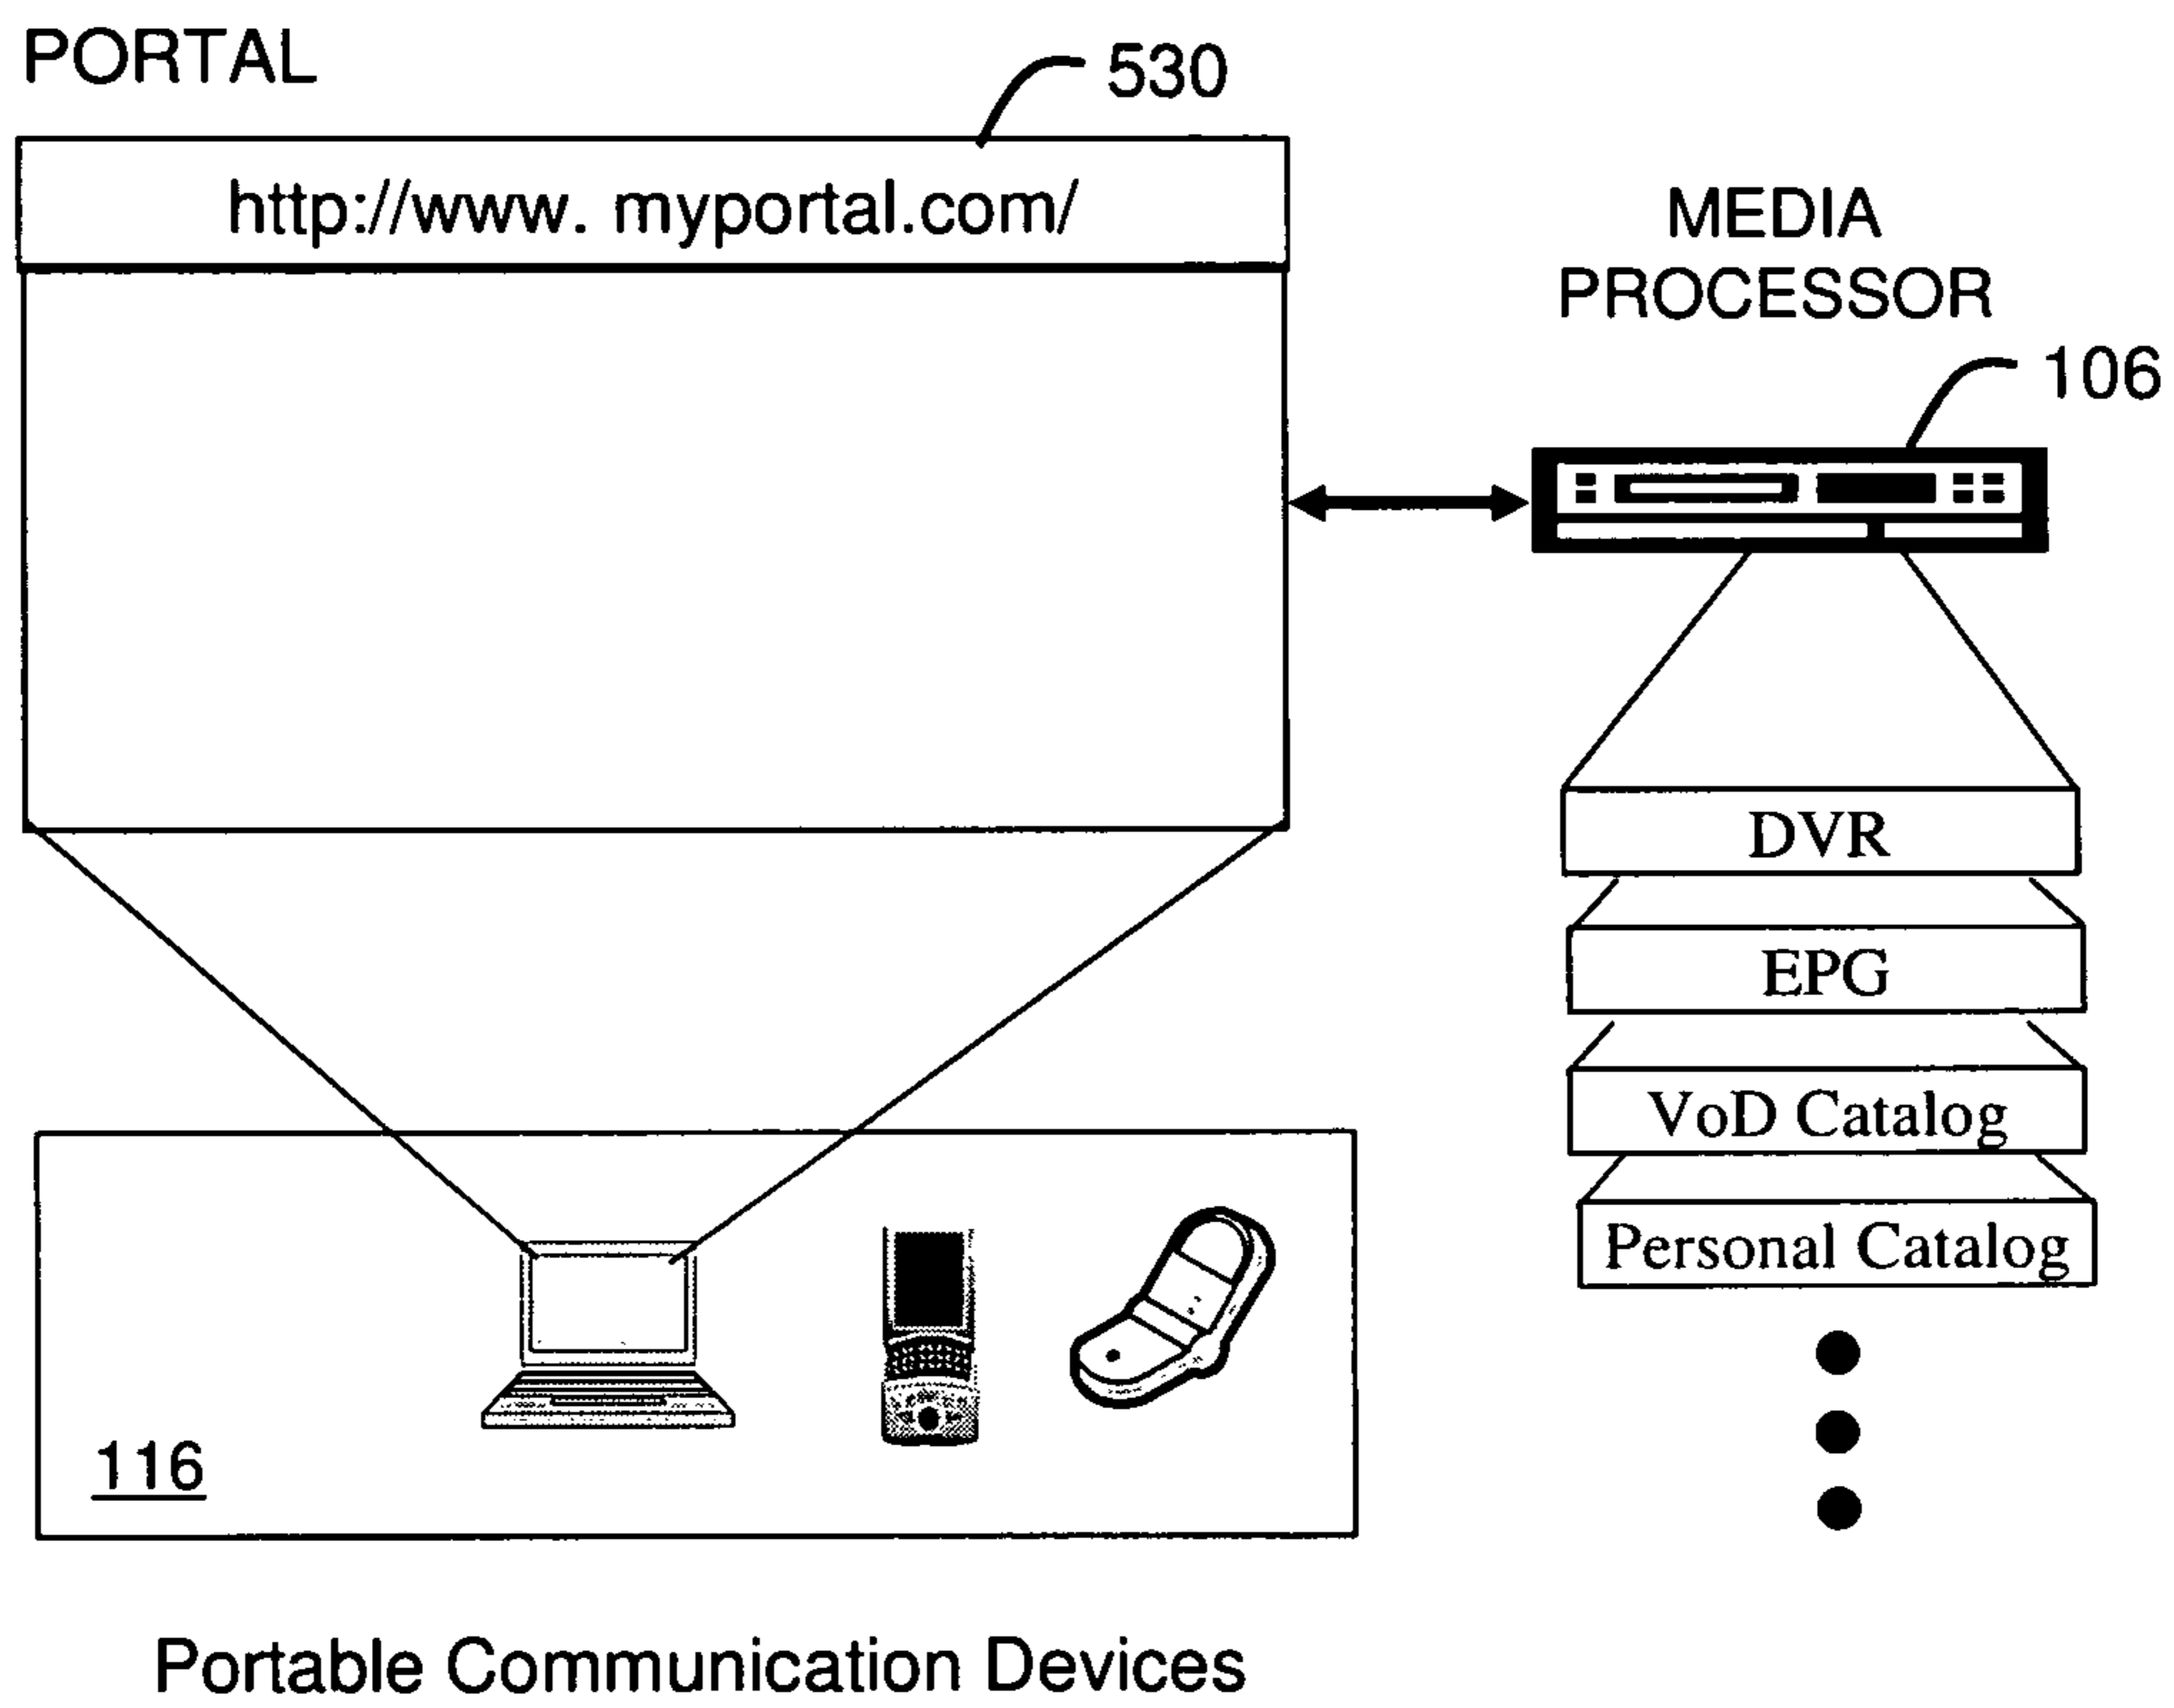 PORTAL
530
http://www. myportal.com/
MEDIA
PROCESSOR
106
DVR
EPG
VoD Catalog
Personal Catalog
116
Portable Communication Devices